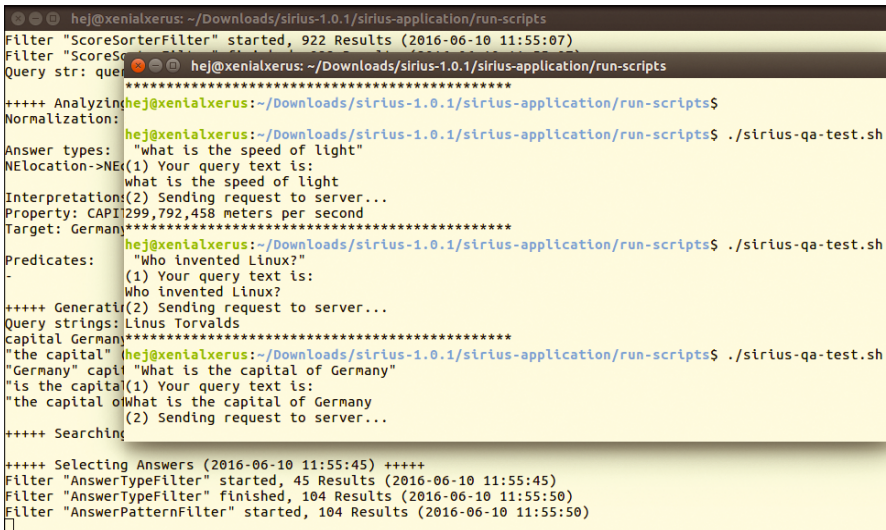 hej@xenialxerus: ~/Downloads/sirius-1.0.1/sirius-application/run-scripts
Filter "ScoreSorterFilter" started, 922 Results (2016-06-10 11:55:07)
Filter "ScoreSo
Query str: que
+++++ Analyzing
Normalization:
Answer types:
NElocation->NE
Interpretations
Property: CAPI
Target: Germany
Predicates:
-
+++++ Generatin
Query strings:
capital Germany
"the capital"
"Germany" capi
"is the capital
"the capital of
+++++ Searching
+++++ Selecting Answers (2016-06-10 11:55:45) +++++
Filter "AnswerTypeFilter" started, 45 Results (2016-06-10 11:55:45)
Filter "AnswerTypeFilter" finished, 104 Results (2016-06-10 11:55:50)
Filter "AnswerPatternFilter" started, 104 Results (2016-06-10 11:55:50)
hej@xenialxerus: ~/Downloads/sirius-1.0.1/sirius-application/run-scripts
***********************************************
hej@xenialxerus:~/Downloads/sirius-1.0.1/sirius-application/run-scripts$
hej@xenialxerus:~/Downloads/sirius-1.0.1/sirius-application/run-scripts$ ./sirius-qa-test.sh
"what is the speed of light"
(1) Your query text is:
what is the speed of light
(2) Sending request to server...
299,792,458 meters per second
***********************************************
hej@xenialxerus:~/Downloads/sirius-1.0.1/sirius-application/run-scripts$ ./sirius-qa-test.sh
"Who invented Linux?"
(1) Your query text is:
Who invented Linux?
(2) Sending request to server...
Linus Torvalds
***********************************************
hej@xenialxerus:~/Downloads/sirius-1.0.1/sirius-application/run-scripts$ ./sirius-qa-test.sh
"What is the capital of Germany"
(1) Your query text is:
What is the capital of Germany
(2) Sending request to server...